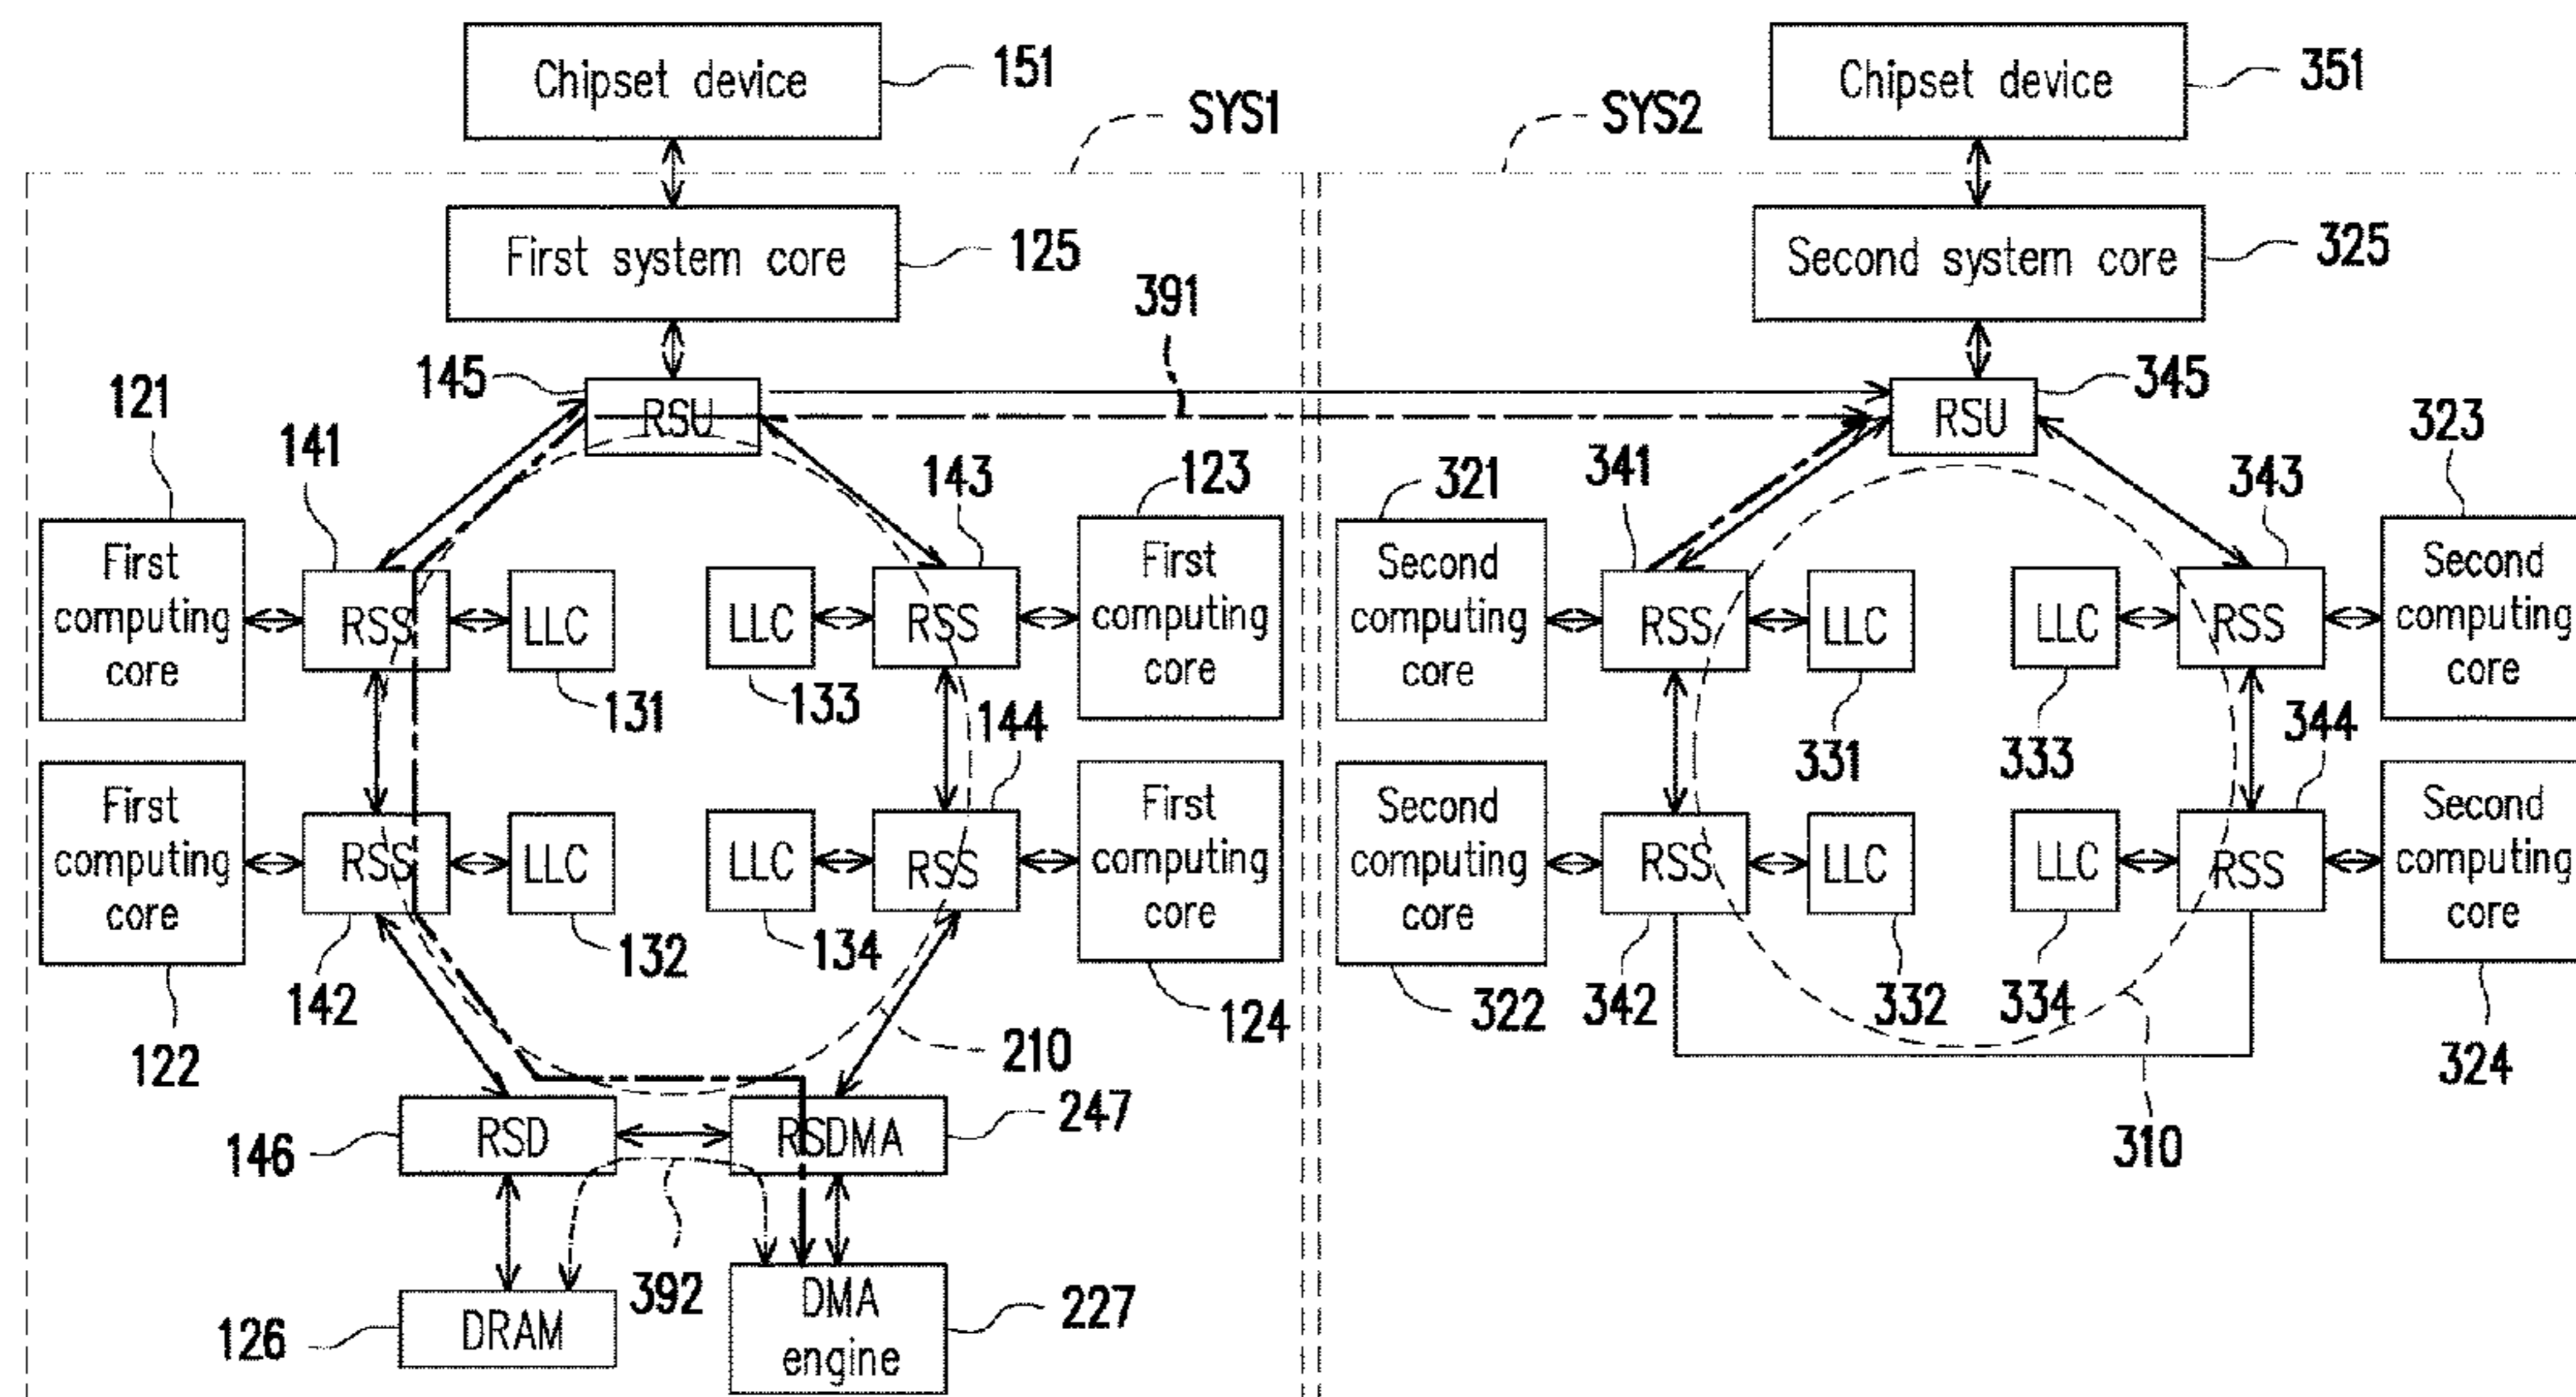 Chipset device
151
Chipset device
351
SYS1
SYS2
First system core
125
Second system core
325
391
145
RSU
RSU
345
121
141
143
123
321
341
343
323
First
computing
core
RSS
LLC
LLC
RSS
First
computing
core
Second
computing
core
RSS
LLC
LLC
RSS
Second
computing
core
131
133
144
331
333
344
First
computing
core
RSS
LLC
LLC
RSS
First
computing
core
Second
computing
core
RSS
LLC
LLC
RSS
Second
computing
core
122
142
132
134
124
322
342
332
334
324
210
310
146
RSD
RSDMA
247
392
126
DRAM
DMA
engine
227